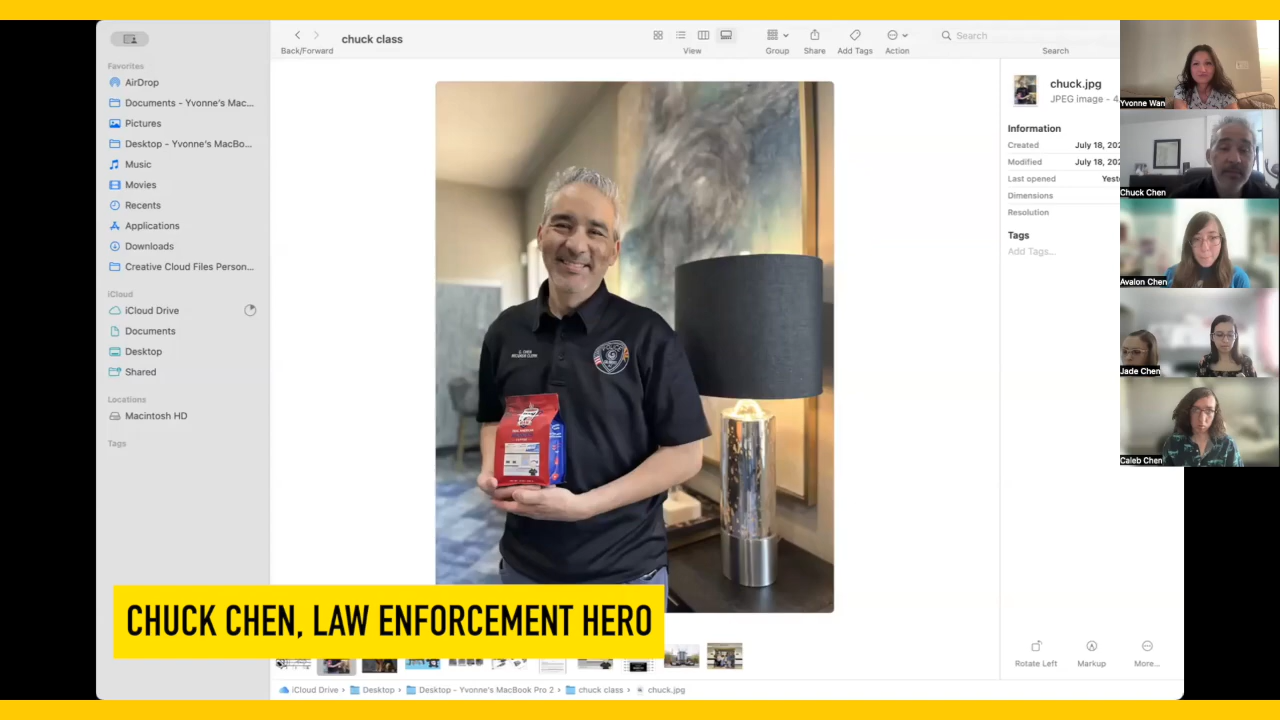 chuck class
Back/Forward
View
Group
Share
Add Tags
Action
Search
Search
Favorites
AirDrop
Documents - Yvonne's Mac...
Pictures
Desktop - Yvonne's MacBo...
Music
Movies
Recents
Applications
Downloads
Creative Cloud Files Person...
iCloud
iCloud Drive
Documents
Desktop
Shared
Locations
Macintosh HD
Tags
chuck.jpg
JPEG image - 4
Information
Created July 18, 202
Modified July 18, 202
Last opened Yeste
Dimensions
Resolution
Tags
Add Tags...
Rotate Left
Markup
More...
Yvonne Wan
Chuck Chen
Avalon Chen
Jade Chen
Caleb Chen
CHUCK CHEN, LAW ENFORCEMENT HERO
iCloud Drive › Desktop › Desktop - Yvonne's MacBook Pro 2 › chuck class › chuck.jpg